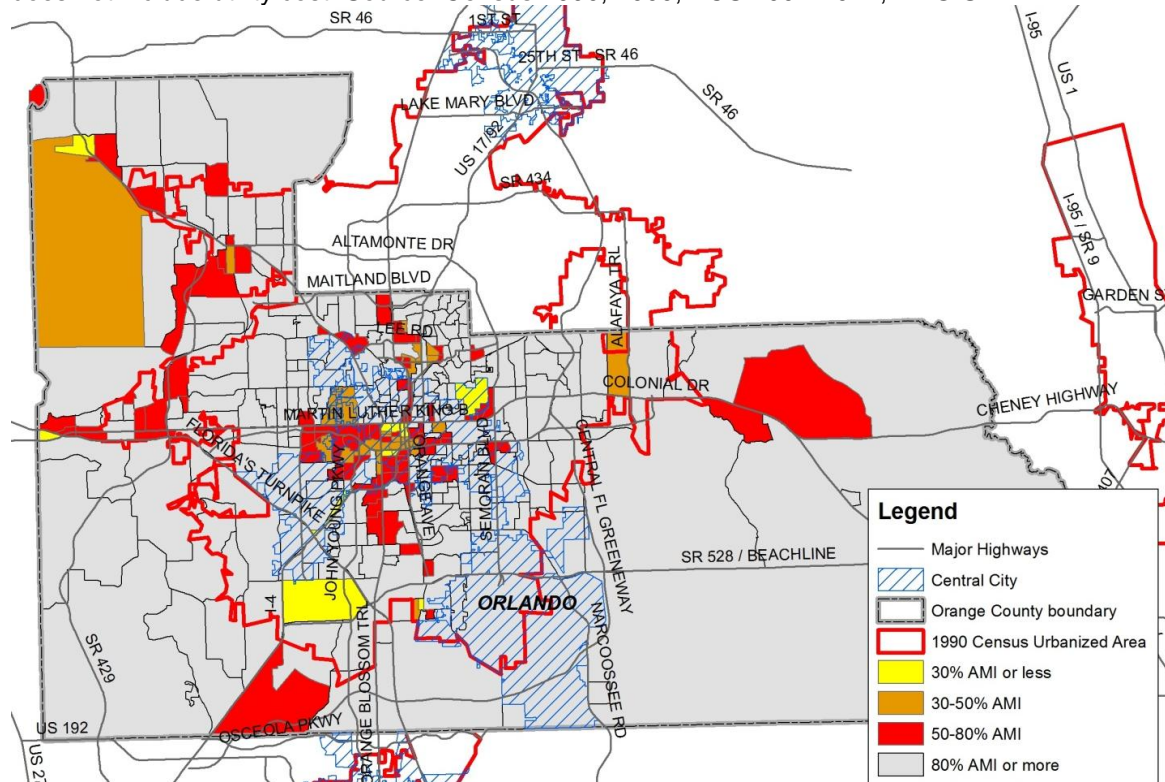 SR 46
1ST ST
25TH ST
SR 46
LAKE MARY BLVD
SR 46
US 17/92
SR 434
I-95
US 1
I-95 / SR 9
GARDEN S
ALTAMONTE DR
MAITLAND BLVD
ALAFAYA TRL
LEE RD
COLONIAL DR
CHENEY HIGHWAY
MARTIN LUTHER KING B
FLORIDA'S TURNPIKE
JOHN YOUNG PKWY
ORANGE AVE
SEMORAN BLVD
CENTRAL FL GREENEWAY
407
SR 528 / BEACHLINE
I-4
ORLANDO
NARCOOSSEE RD
SR 429
ORANGE BLOSSOM TRL
OSCEOLA PKWY
US 192
US 27
Legend
Major Highways
Central City
Orange County boundary
1990 Census Urbanized Area
30% AMI or less
30-50% AMI
50-80% AMI
80% AMI or more